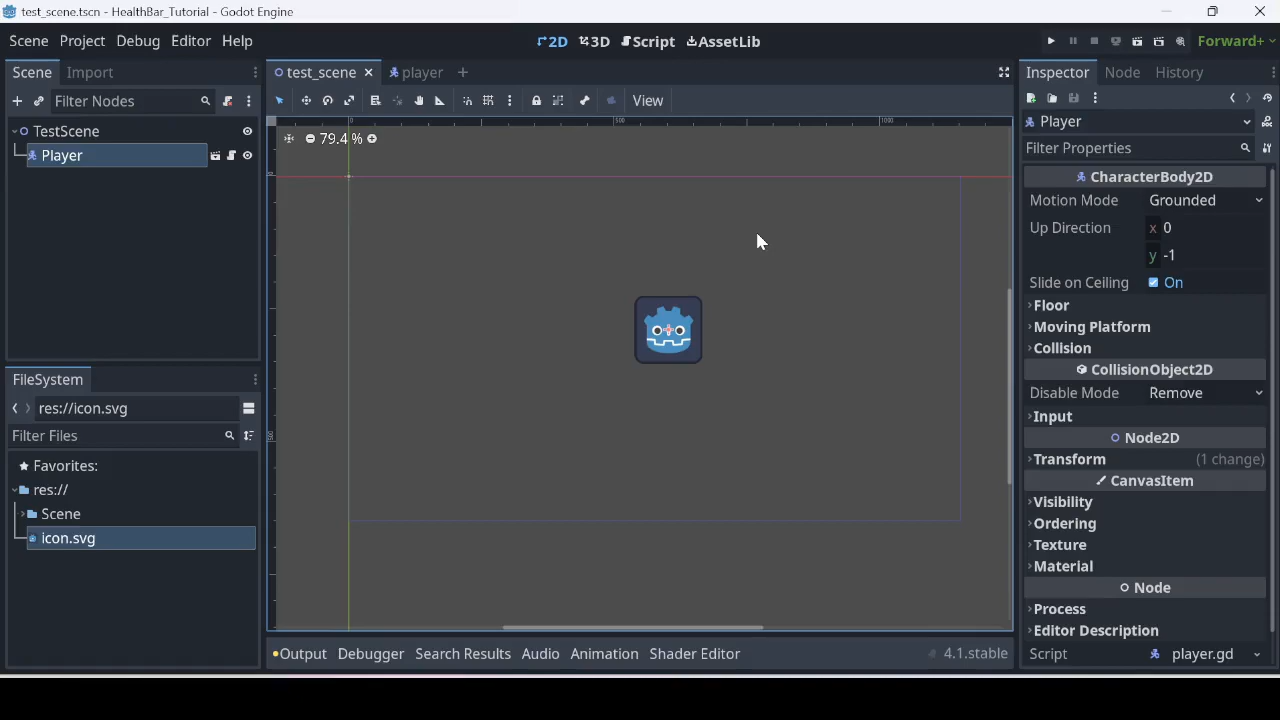 test_scene.tscn - HealthBar_Tutorial - Godot Engine
Scene Project Debug Editor Help
2D 3D Script AssetLib
Forward+
Scene Import
Filter Nodes
TestScene
Player
FileSystem
res://icon.svg
Filter Files
Favorites:
res://
Scene
icon.svg
test_scene player
View
0 500 1000
79.4 %
0
500
Output Debugger Search Results Audio Animation Shader Editor
4.1.stable
Inspector Node History
Player
Filter Properties
CharacterBody2D
Motion Mode Grounded
Up Direction x 0
y -1
Slide on Ceiling On
Floor
Moving Platform
Collision
CollisionObject2D
Disable Mode Remove
Input
Node2D
Transform (1 change)
CanvasItem
Visibility
Ordering
Texture
Material
Node
Process
Editor Description
Script player.gd